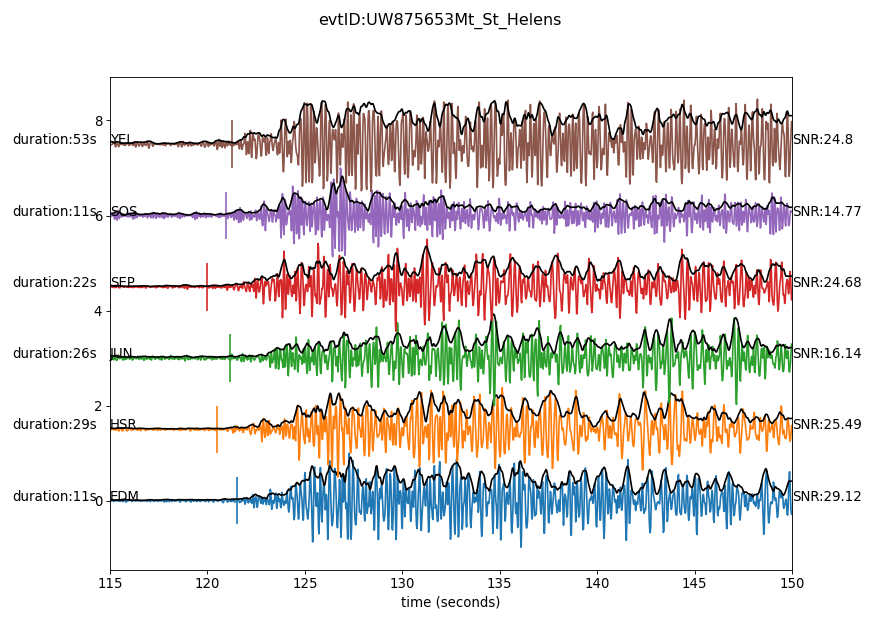 evtID:UW875653Mt_St_Helens
8
duration:53s YEL SNR:24.8
duration:11s SOS SNR:14.77
6
duration:22s SEP SNR:24.68
4
duration:26s JUN SNR:16.14
2
duration:29s HSR SNR:25.49
duration:11s EDM SNR:29.12
0
115 120 125 130 135 140 145 150
time (seconds)